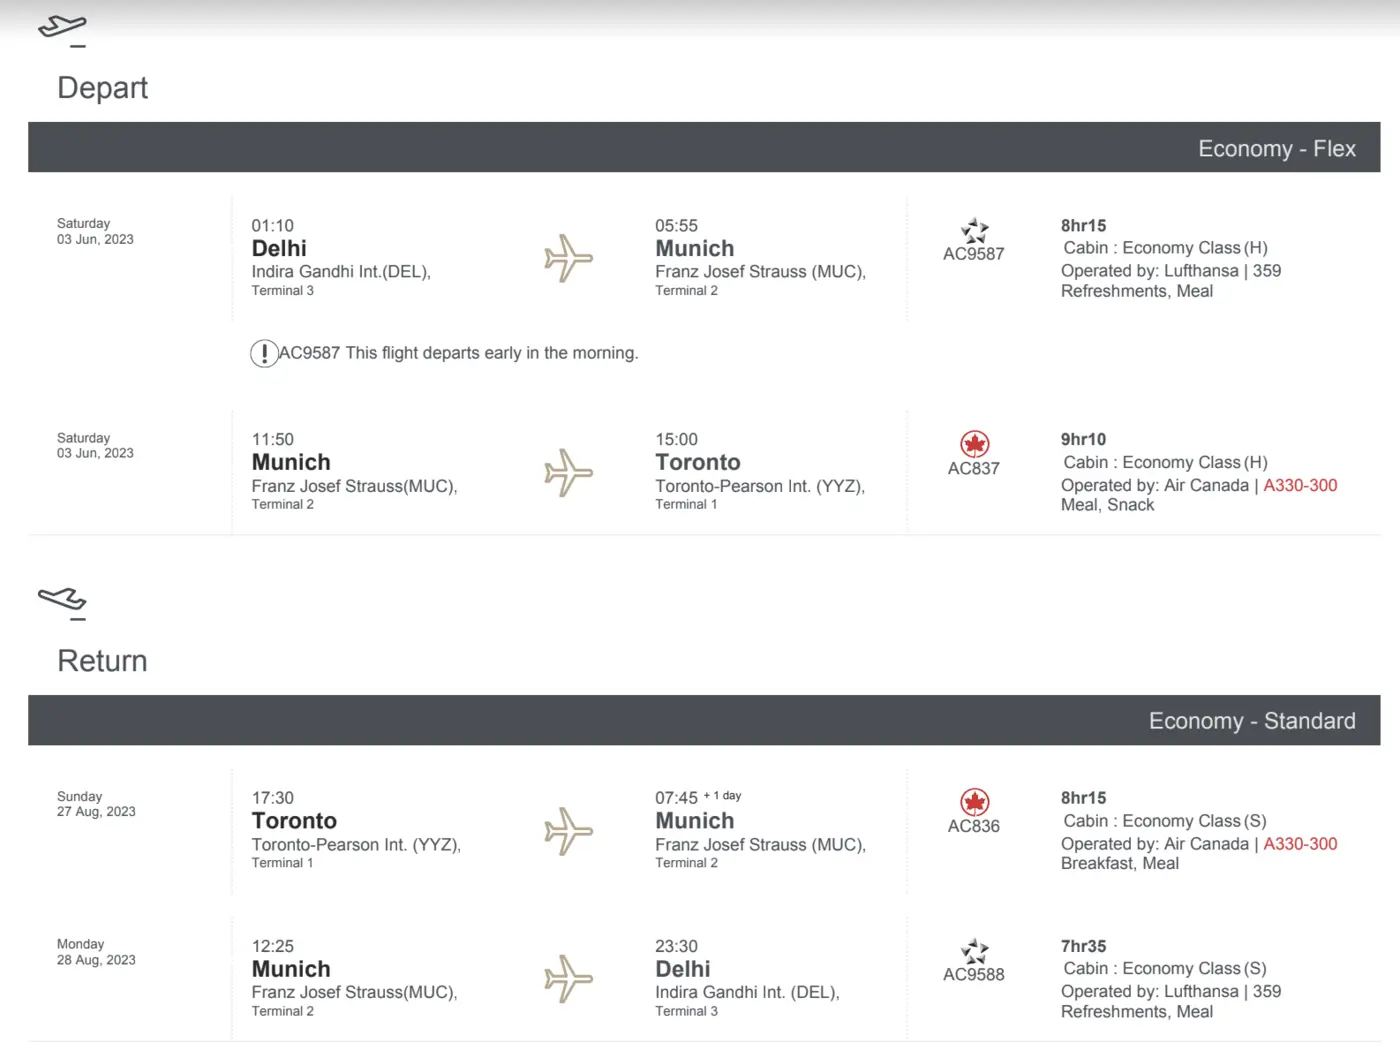 Depart
Economy - Flex
Saturday
03 Jun, 2023
01:10
Delhi
Indira Gandhi Int.(DEL),
Terminal 3
05:55
Munich
Franz Josef Strauss (MUC),
Terminal 2
AC9587
8hr15
Cabin : Economy Class (H)
Operated by: Lufthansa | 359
Refreshments, Meal
! AC9587 This flight departs early in the morning.
Saturday
03 Jun, 2023
11:50
Munich
Franz Josef Strauss(MUC),
Terminal 2
15:00
Toronto
Toronto-Pearson Int. (YYZ),
Terminal 1
AC837
9hr10
Cabin : Economy Class (H)
Operated by: Air Canada | A330-300
Meal, Snack
Return
Economy - Standard
Sunday
27 Aug, 2023
17:30
Toronto
Toronto-Pearson Int. (YYZ),
Terminal 1
07:45 + 1 day
Munich
Franz Josef Strauss (MUC),
Terminal 2
AC836
8hr15
Cabin : Economy Class (S)
Operated by: Air Canada | A330-300
Breakfast, Meal
Monday
28 Aug, 2023
12:25
Munich
Franz Josef Strauss(MUC),
Terminal 2
23:30
Delhi
Indira Gandhi Int. (DEL),
Terminal 3
AC9588
7hr35
Cabin : Economy Class (S)
Operated by: Lufthansa | 359
Refreshments, Meal